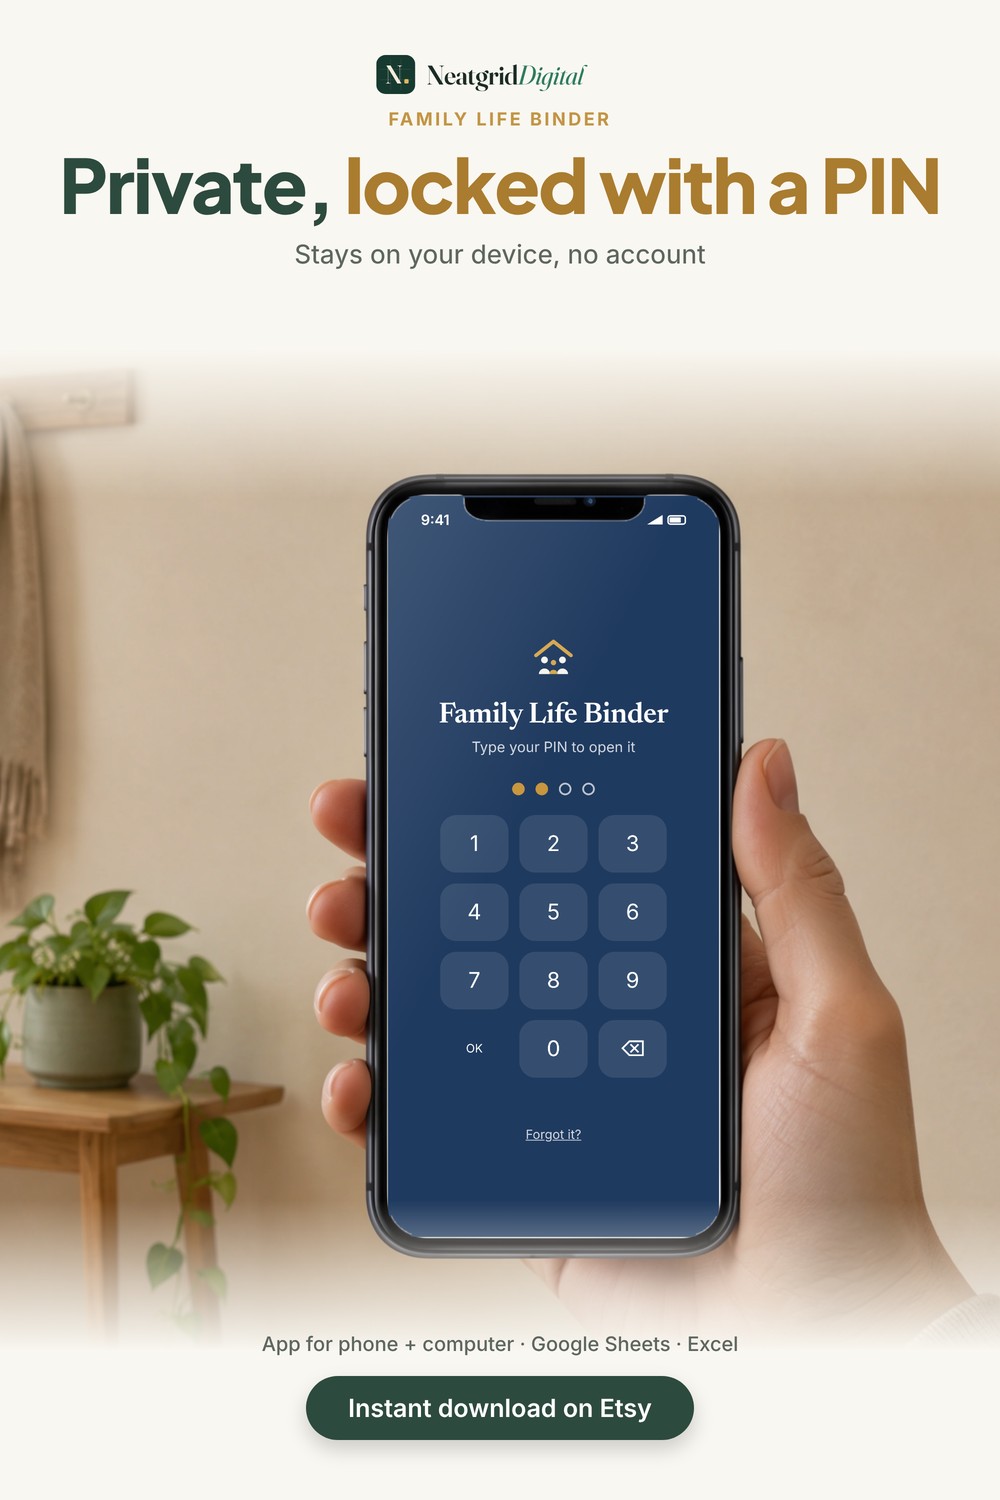 N.
NeatgridDigital
FAMILY LIFE BINDER
Private, locked with a PIN
Stays on your device, no account
9:41
Family Life Binder
Type your PIN to open it
1 2 3
4 5 6
7 8 9
OK 0
Forgot it?
App for phone + computer · Google Sheets · Excel
Instant download on Etsy